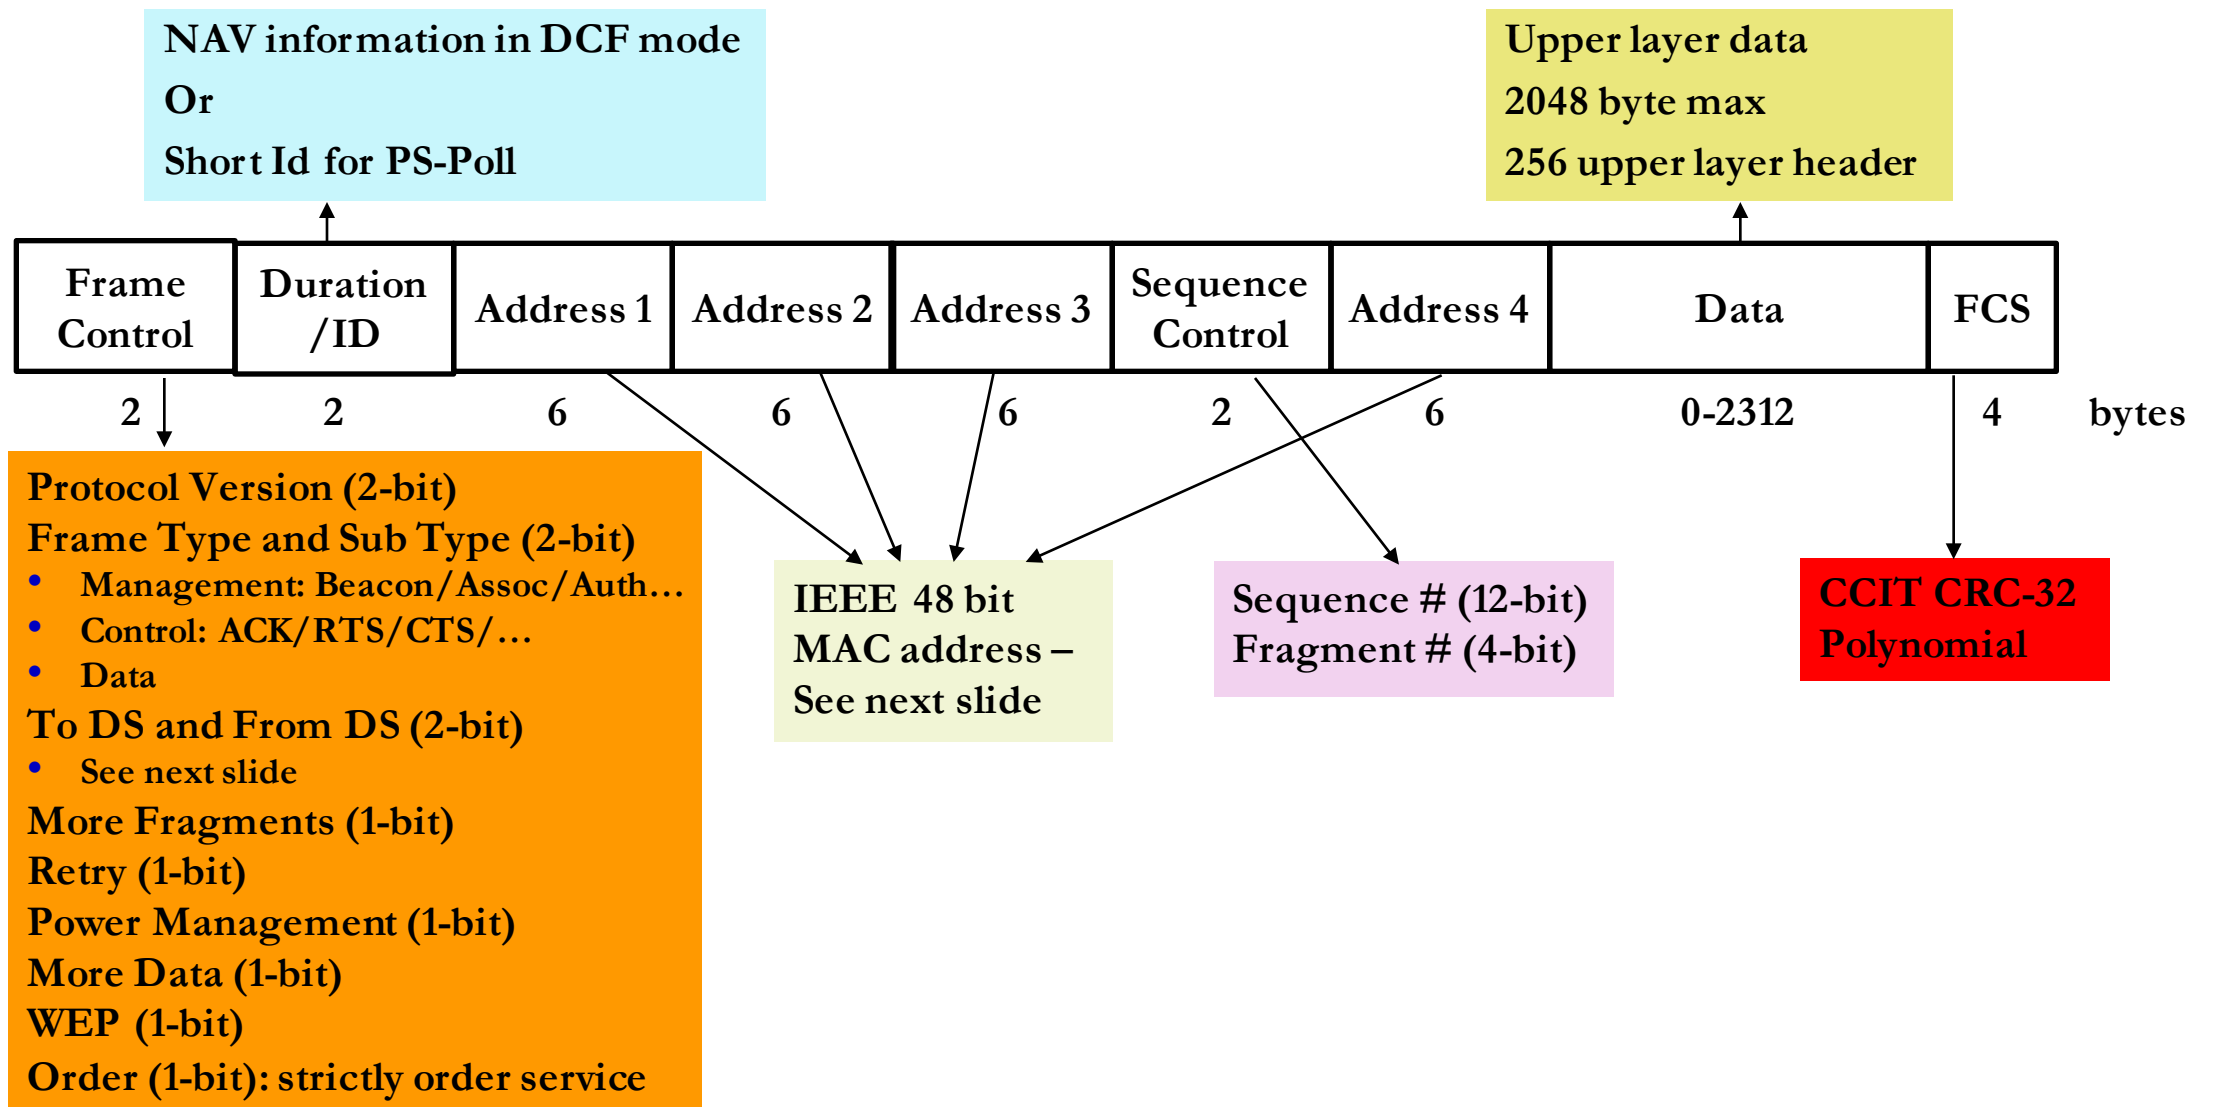 NAV information in DCF mode
Or
Short Id for PS-Poll
Upper layer data
2048 byte max
256 upper layer header
Frame
Control
Duration
/ID
Address 1
Address 2
Address 3
Sequence
Control
Address 4
Data
FCS
2
2
6
6
6
2
6
0-2312
4
bytes
Protocol Version (2-bit)
Frame Type and Sub Type (2-bit)
• Management: Beacon/Assoc/Auth…
• Control: ACK/RTS/CTS/…
• Data
To DS and From DS (2-bit)
• See next slide
More Fragments (1-bit)
Retry (1-bit)
Power Management (1-bit)
More Data (1-bit)
WEP (1-bit)
Order (1-bit): strictly order service
IEEE 48 bit
MAC address –
See next slide
Sequence # (12-bit)
Fragment # (4-bit)
CCIT CRC-32
Polynomial